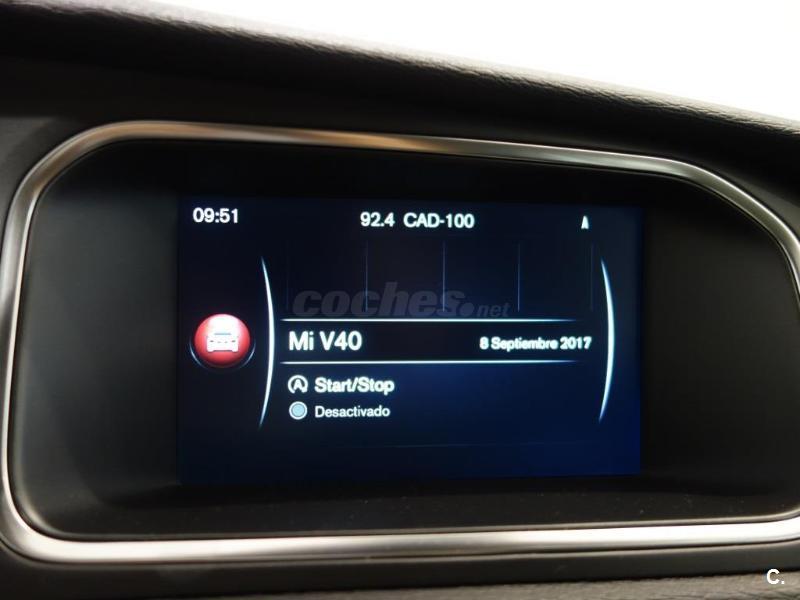 09:51 92.4 CAD-100
coches.net
Mi V40 8 Septiembre 2017
A Start/Stop
Desactivado
C.